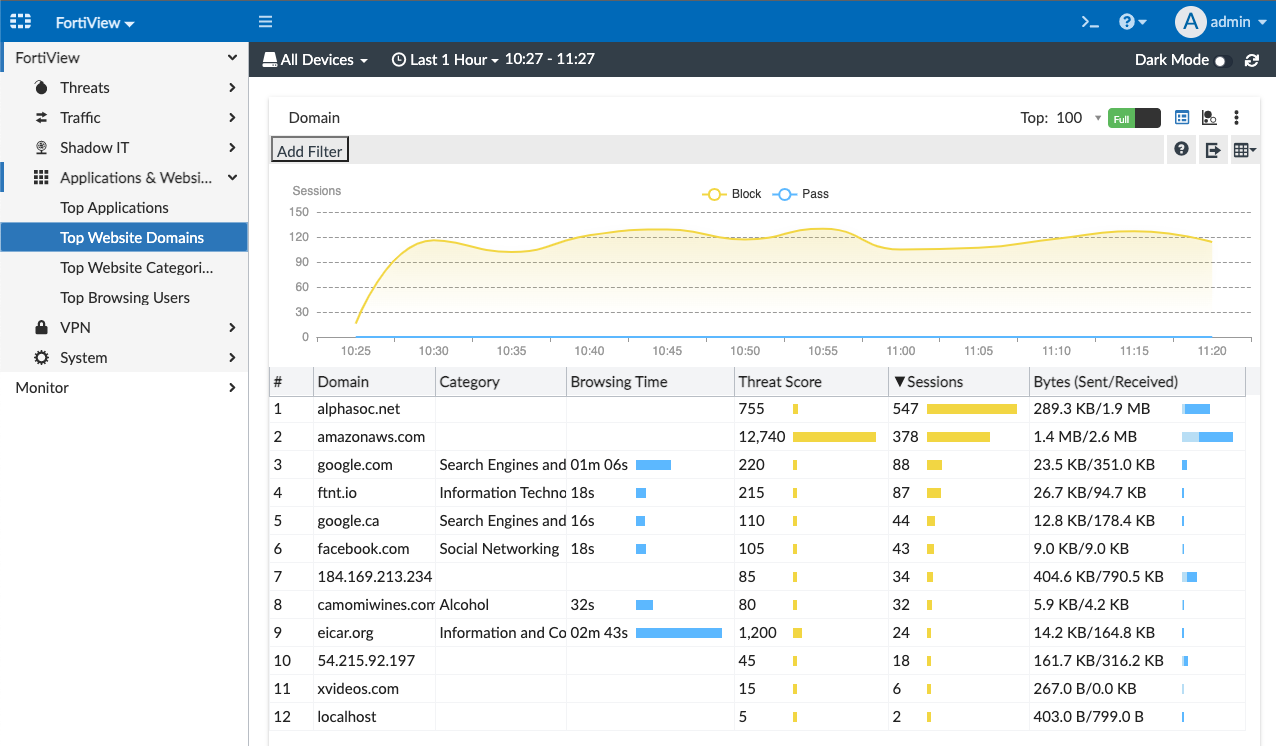 FortiView
>_ ? A admin
FortiView
Threats
Traffic
Shadow IT
Applications & Websi...
Top Applications
Top Website Domains
Top Website Categori...
Top Browsing Users
VPN
System
Monitor
All Devices Last 1 Hour 10:27 - 11:27 Dark Mode
Domain Top: 100 Full
Add Filter
Sessions Block Pass
150
120
90
60
30
0
10:25 10:30 10:35 10:40 10:45 10:50 10:55 11:00 11:05 11:10 11:15 11:20
# Domain Category Browsing Time Threat Score ▼Sessions Bytes (Sent/Received)
1 alphasoc.net 755 547 289.3 KB/1.9 MB
2 amazonaws.com 12,740 378 1.4 MB/2.6 MB
3 google.com Search Engines and 01m 06s 220 88 23.5 KB/351.0 KB
4 ftnt.io Information Techno 18s 215 87 26.7 KB/94.7 KB
5 google.ca Search Engines and 16s 110 44 12.8 KB/178.4 KB
6 facebook.com Social Networking 18s 105 43 9.0 KB/9.0 KB
7 184.169.213.234 85 34 404.6 KB/790.5 KB
8 camomiwines.com Alcohol 32s 80 32 5.9 KB/4.2 KB
9 eicar.org Information and Co 02m 43s 1,200 24 14.2 KB/164.8 KB
10 54.215.92.197 45 18 161.7 KB/316.2 KB
11 xvideos.com 15 6 267.0 B/0.0 KB
12 localhost 5 2 403.0 B/799.0 B